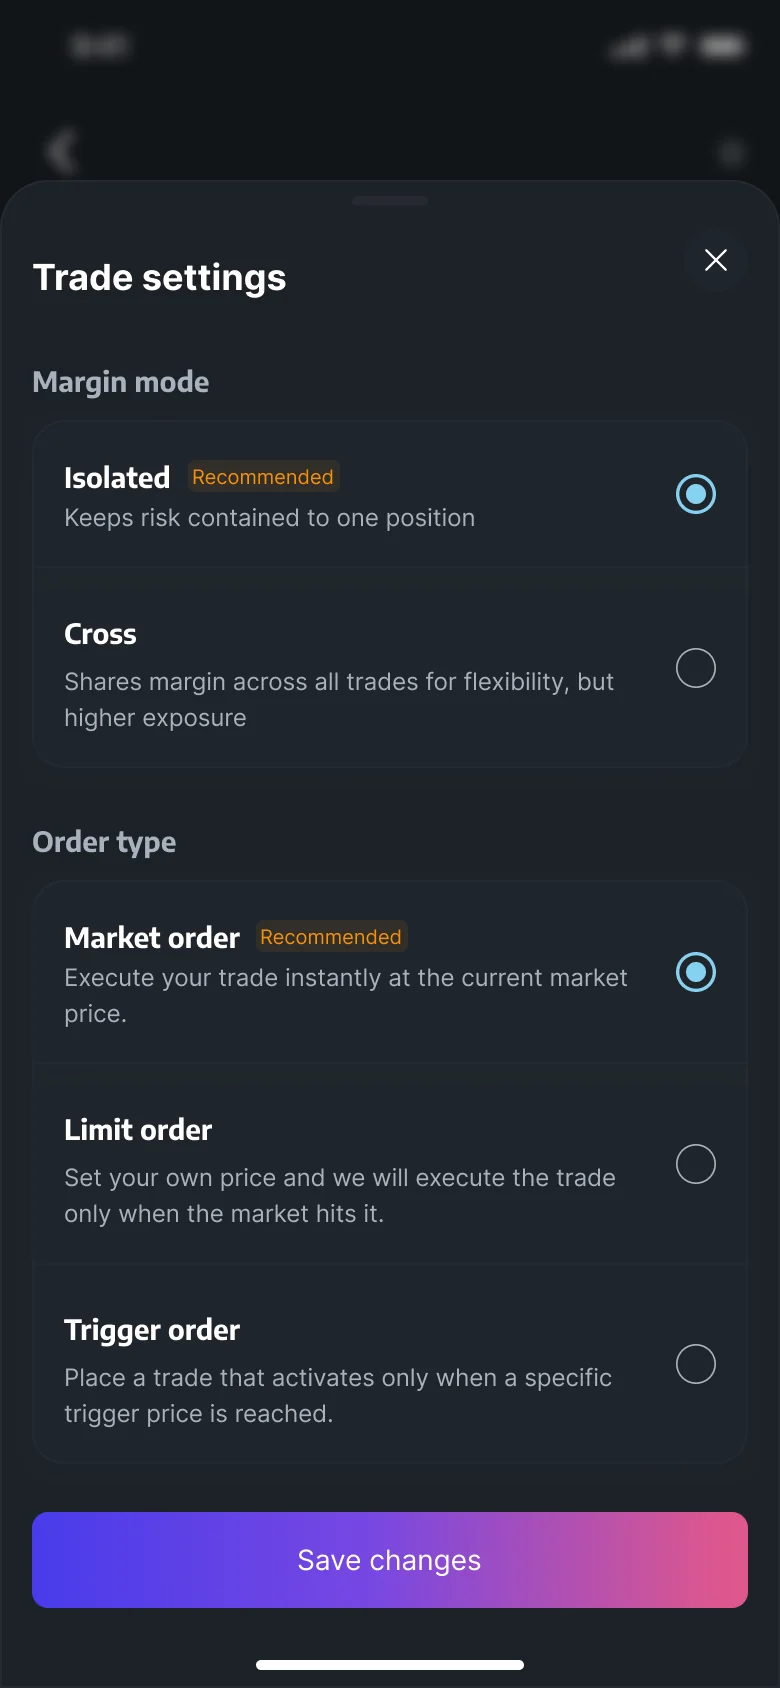 Trade settings
Margin mode
Isolated Recommended
Keeps risk contained to one position
Cross
Shares margin across all trades for flexibility, but
higher exposure
Order type
Market order Recommended
Execute your trade instantly at the current market
price.
Limit order
Set your own price and we will execute the trade
only when the market hits it.
Trigger order
Place a trade that activates only when a specific
trigger price is reached.
Save changes